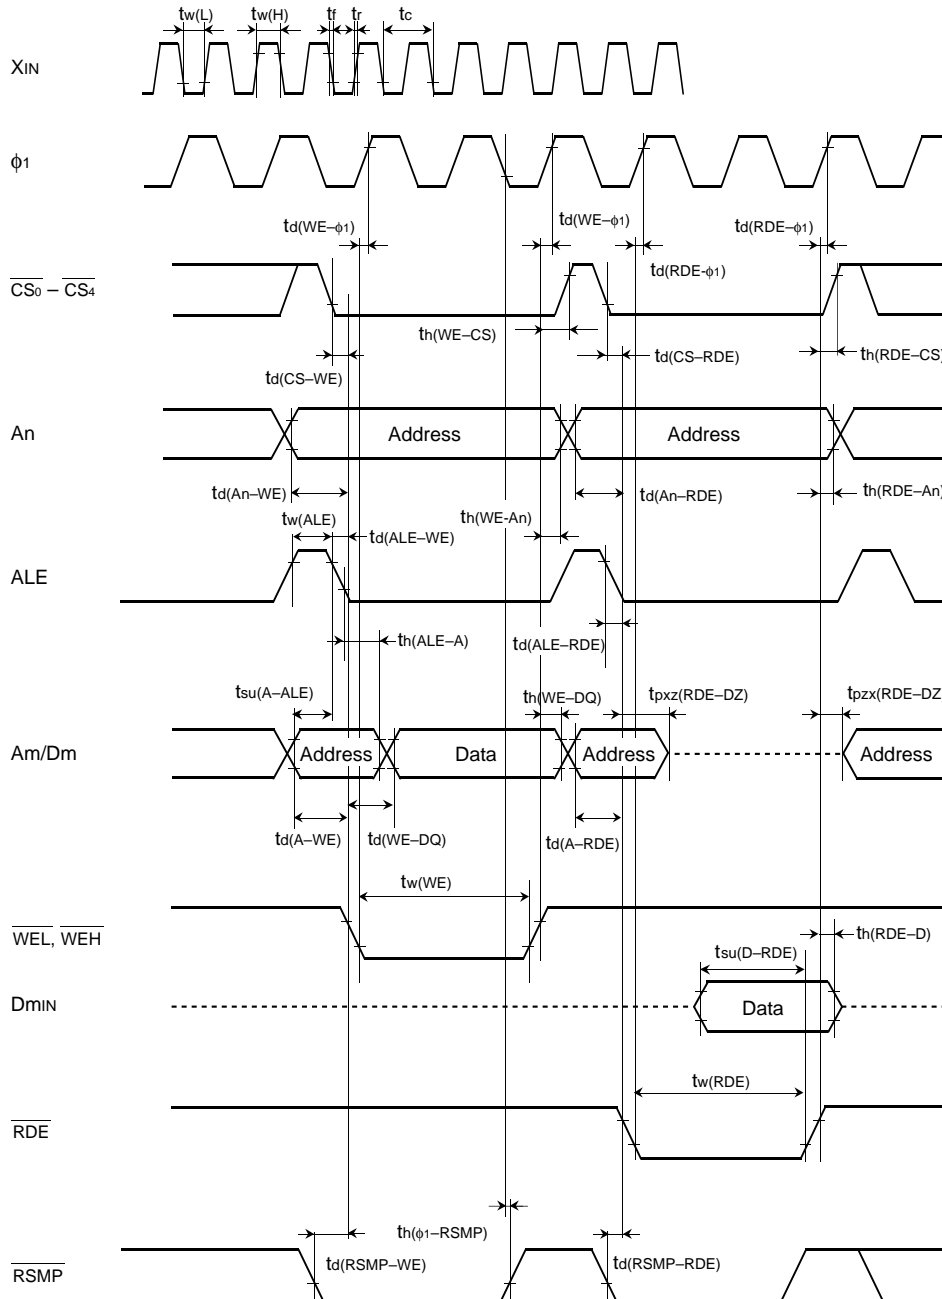 tw(L) tw(H) tf tr tc
XIN
ϕ1
td(WE–ϕ1) td(WE–ϕ1) td(RDE–ϕ1)
td(RDE-ϕ1)
CS0 – CS4
th(WE–CS) td(CS–RDE) th(RDE–CS)
td(CS–WE)
An Address Address
td(An–WE) td(An–RDE) th(RDE–An)
tw(ALE) th(WE-An)
td(ALE–WE)
ALE
th(ALE–A) td(ALE–RDE)
tsu(A–ALE) th(WE–DQ) tpxz(RDE–DZ) tpzx(RDE–DZ
Am/Dm Address Data Address Address
td(A–WE) td(WE–DQ) td(A–RDE)
tw(WE)
WEL, WEH
th(RDE–D)
tsu(D–RDE)
DmIN Data
tw(RDE)
RDE
th(ϕ1–RSMP)
td(RSMP–WE) td(RSMP–RDE)
RSMP